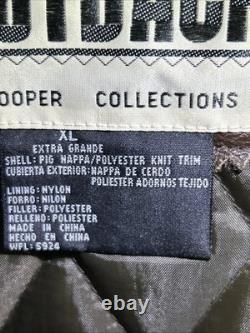 OOPER COLLECTIONS
XL
EXTRA GRANDE
SHELL: PIG NAPPA/POLYESTER KNIT TRIM
CUBIERTA EXTERIOR: NAPPA DE CERDO
POLIESTER ADORNOS TEJIDO
LINING: NYLON
FORRO: NILON
FILLER: POLYESTER
RELLENO: POLIESTER
MADE IN CHINA
HECHO EN CHINA
WPL: 5924